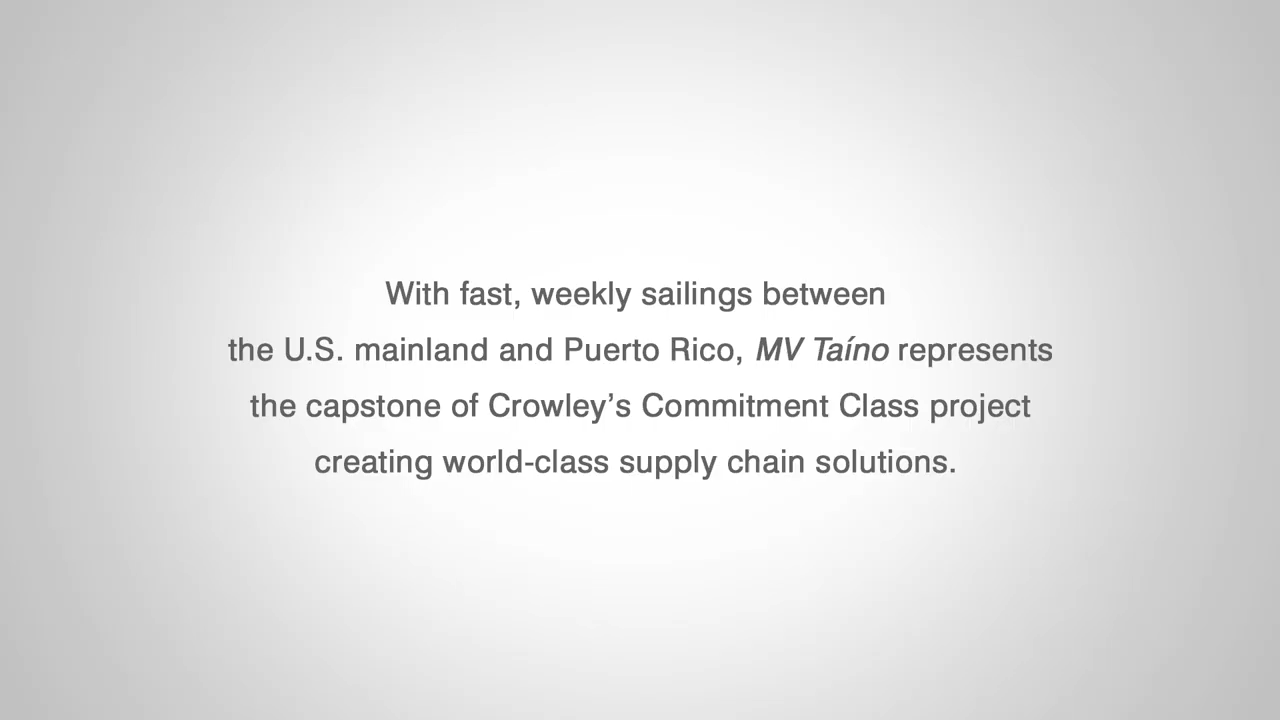 With fast, weekly sailings between
the U.S. mainland and Puerto Rico, MV Taíno represents
the capstone of Crowley’s Commitment Class project
creating world-class supply chain solutions.